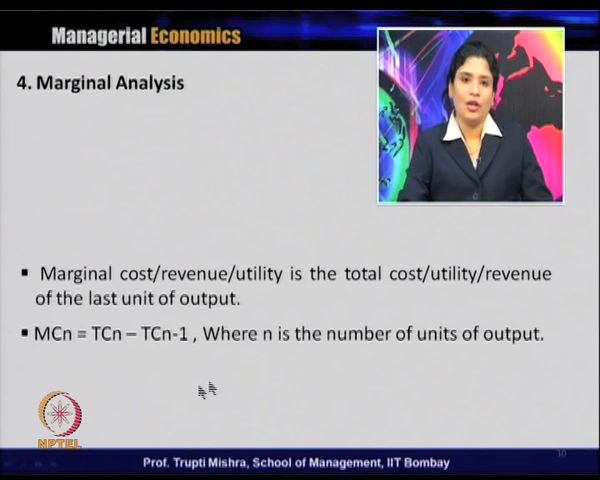 Managerial Economics
4. Marginal Analysis
▪ Marginal cost/revenue/utility is the total cost/utility/revenue
of the last unit of output.
▪ MCn = TCn – TCn-1 , Where n is the number of units of output.
NPTEL
10
Prof. Trupti Mishra, School of Management, IIT Bombay